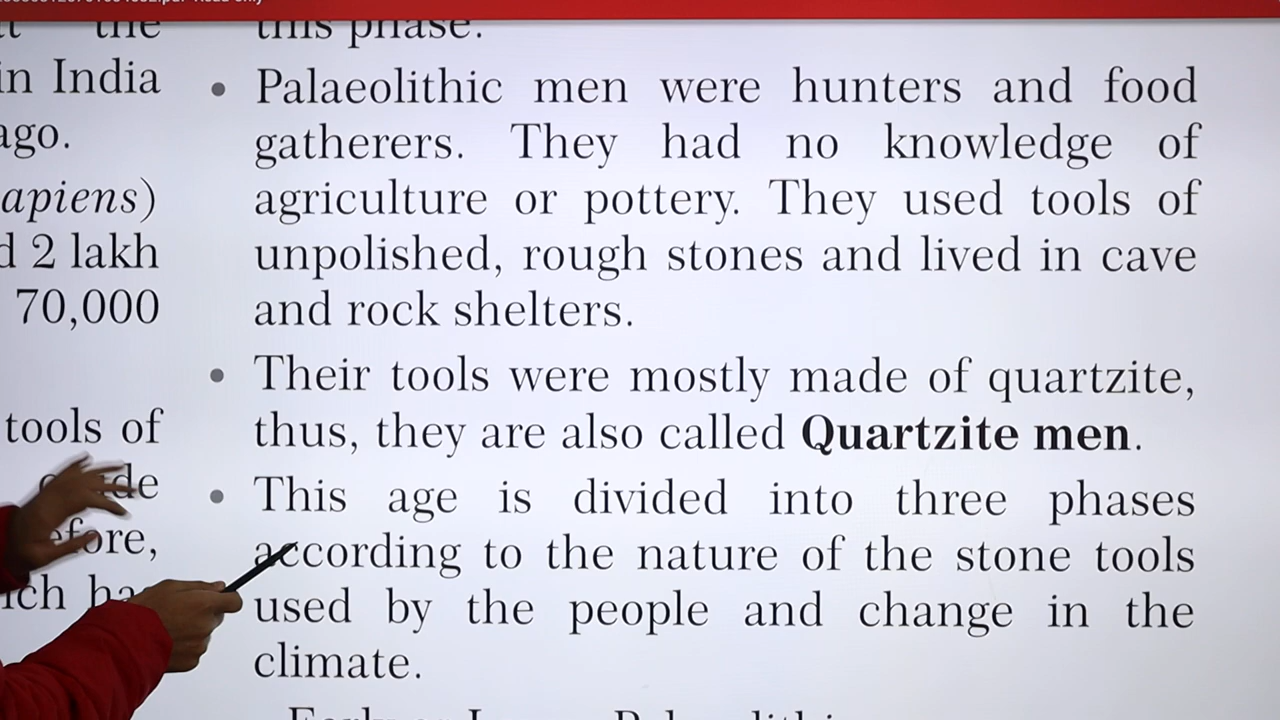 the
in India
ago.
apiens)
2 lakh
70,000
tools of
this phase.
• Palaeolithic men were hunters and food
gatherers. They had no knowledge of
agriculture or pottery. They used tools of
unpolished, rough stones and lived in cave
and rock shelters.
• Their tools were mostly made of quartzite,
thus, they are also called Quartzite men.
• This age is divided into three phases
according to the nature of the stone tools
used by the people and change in the
climate.